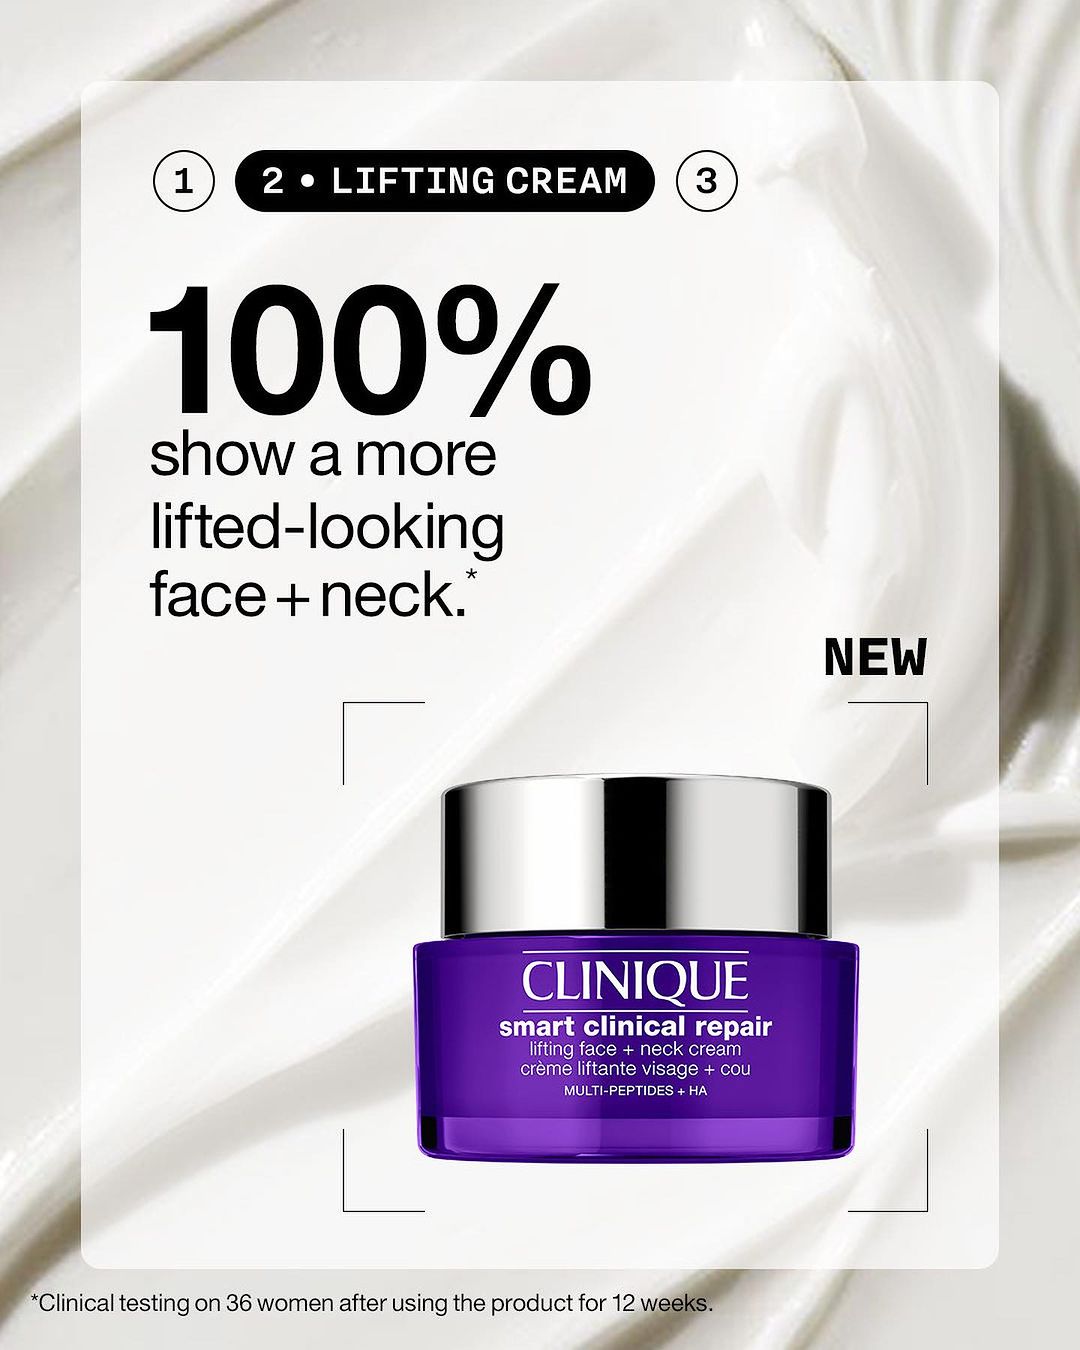 1
2 • LIFTING CREAM
3
100%
show a more
lifted-looking
face + neck.*
NEW
CLINIQUE
smart clinical repair
lifting face + neck cream
crème liftante visage + cou
MULTI-PEPTIDES + HA
*Clinical testing on 36 women after using the product for 12 weeks.